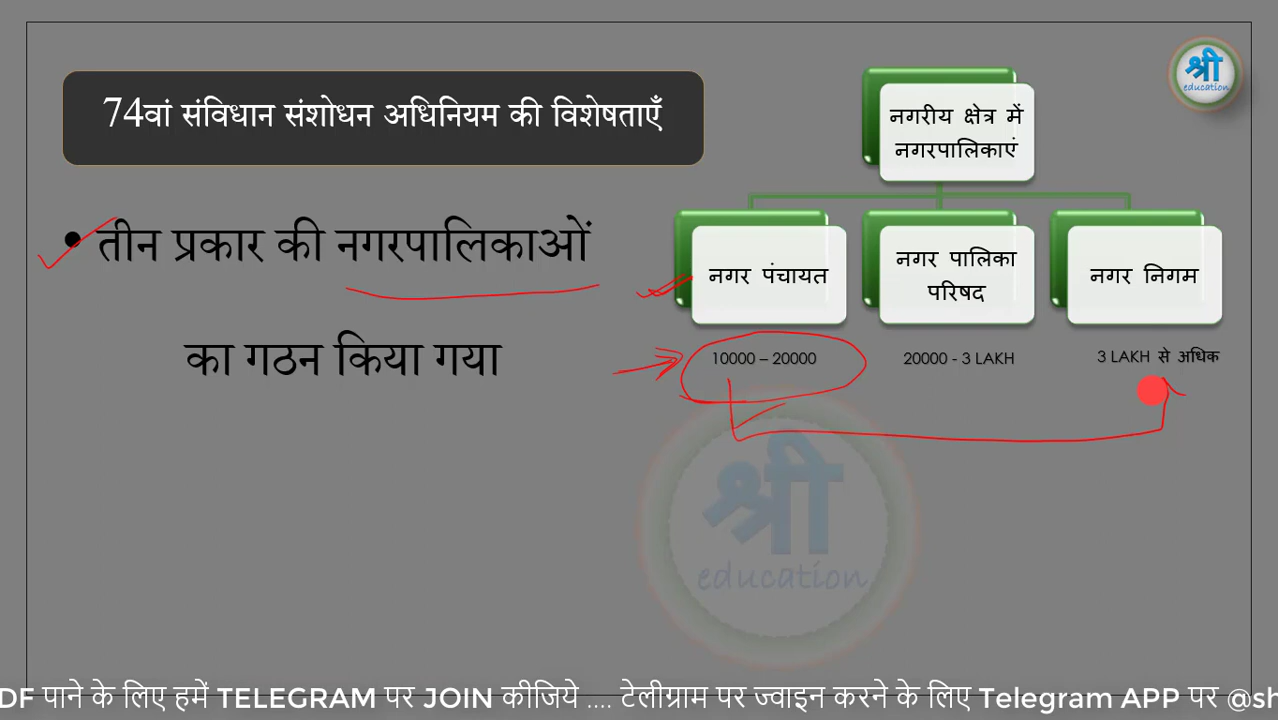 74वां संविधान संशोधन अधिनियम की विशेषताएँ
श्री
education
नगरीय क्षेत्र में
नगरपालिकाएं
• तीन प्रकार की नगरपालिकाओं
का गठन किया गया
नगर पंचायत
नगर पालिका
परिषद
नगर निगम
10000 – 20000
20000 - 3 LAKH
3 LAKH से अधिक
श्री
education
DF पाने के लिए हमें TELEGRAM पर JOIN कीजिये .... टेलीग्राम पर ज्वाइन करने के लिए Telegram APP पर @sh